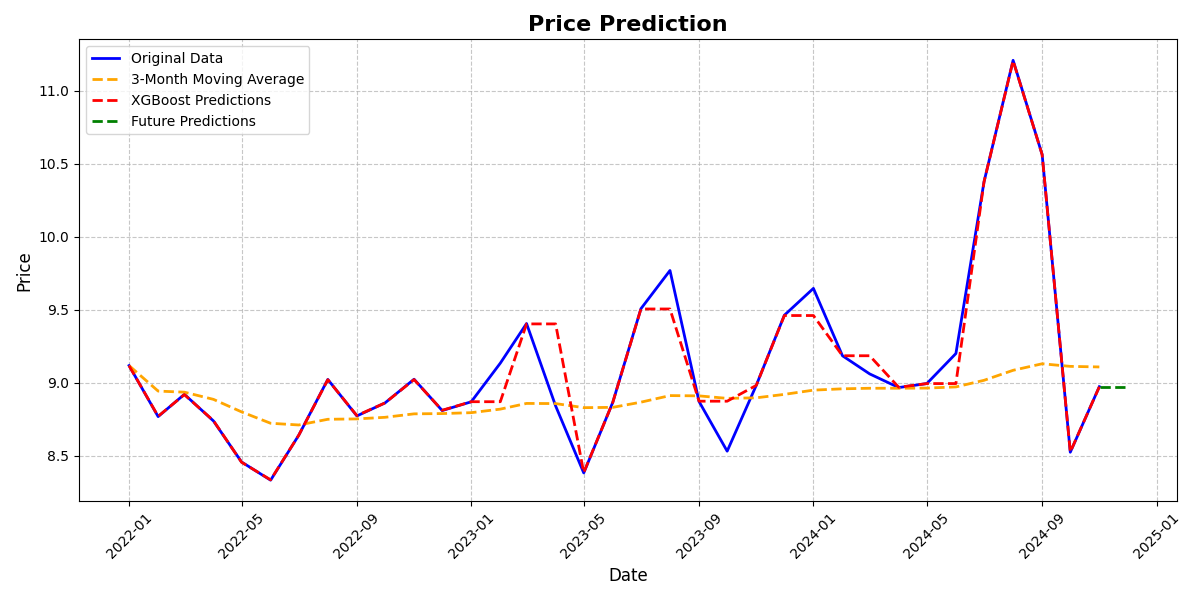 Price Prediction
Original Data
3-Month Moving Average
XGBoost Predictions
Future Predictions
Price
11.0
10.5
10.0
9.5
9.0
8.5
2022-01
2022-05
2022-09
2023-01
2023-05
2023-09
2024-01
2024-05
2024-09
2025-01
Date